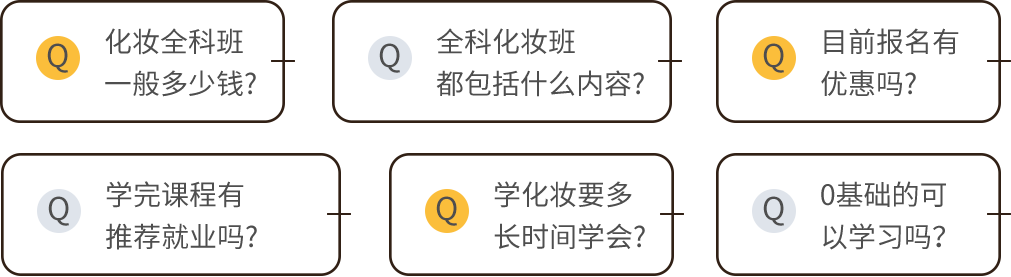 Q 化妆全科班
一般多少钱?
Q 全科化妆班
都包括什么内容?
Q 目前报名有
优惠吗?
Q 学完课程有
推荐就业吗?
Q 学化妆要多
长时间学会?
Q 0基础的可
以学习吗？